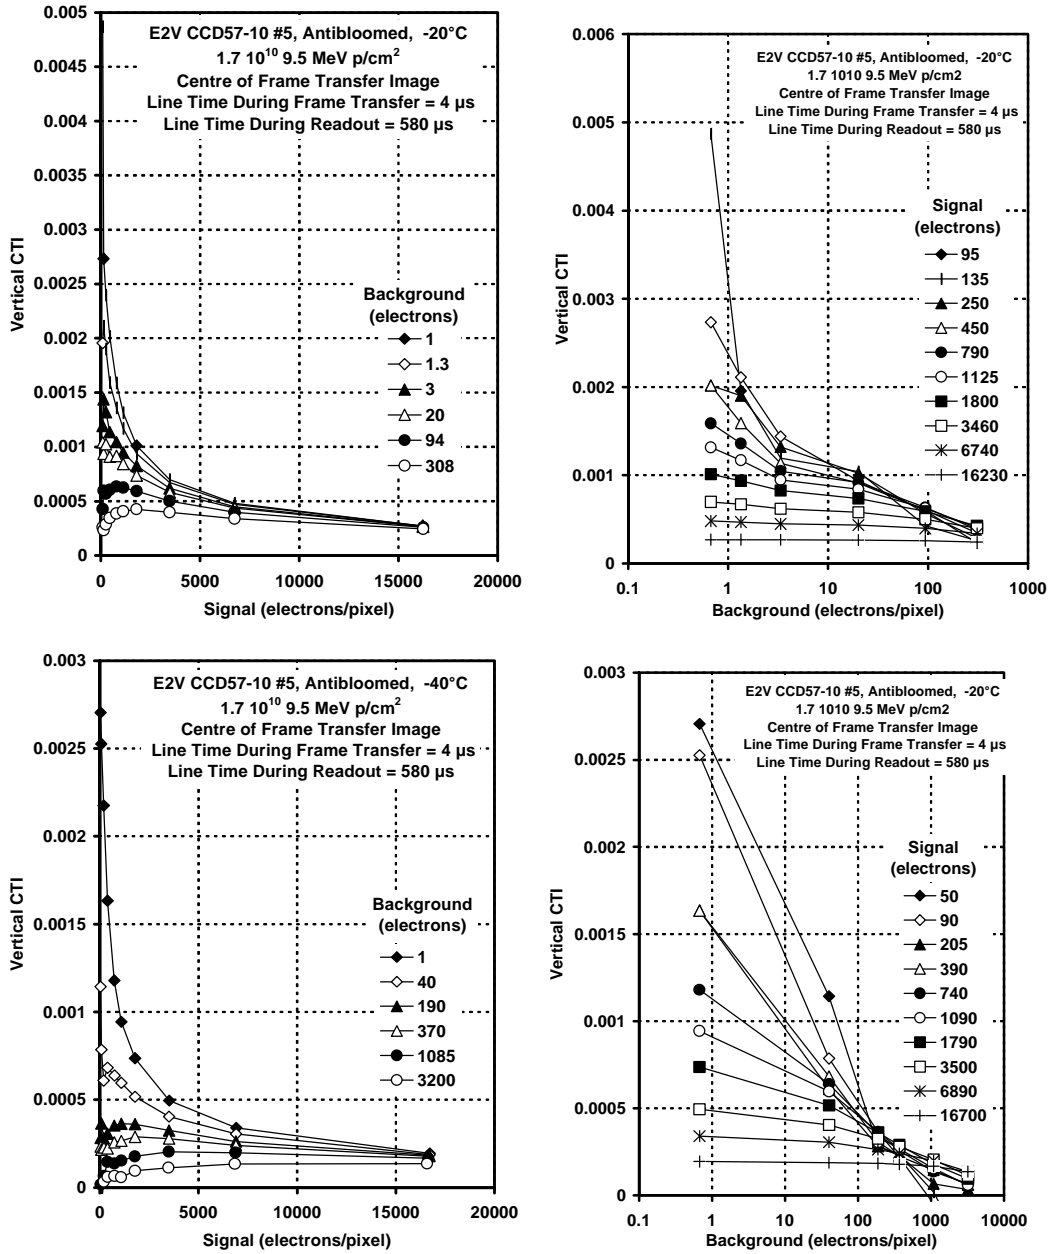 E2V CCD57-10 #5, Antibloomed, -20°C
1.7 10¹⁰ 9.5 MeV p/cm²
Centre of Frame Transfer Image
Line Time During Frame Transfer = 4 µs
Line Time During Readout = 580 µs
Vertical CTI
0.005
0.0045
0.004
0.0035
0.003
0.0025
0.002
0.0015
0.001
0.0005
0
Background
(electrons)
1
1.3
3
20
94
308
0 5000 10000 15000 20000
Signal (electrons/pixel)
E2V CCD57-10 #5, Antibloomed, -20°C
1.7 1010 9.5 MeV p/cm2
Centre of Frame Transfer Image
Line Time During Frame Transfer = 4 µs
Line Time During Readout = 580 µs
Vertical CTI
0.006
0.005
0.004
0.003
0.002
0.001
0
Signal
(electrons)
95
135
250
450
790
1125
1800
3460
6740
16230
0.1 1 10 100 1000
Background (electrons/pixel)
E2V CCD57-10 #5, Antibloomed, -40°C
1.7 10¹⁰ 9.5 MeV p/cm²
Centre of Frame Transfer Image
Line Time During Frame Transfer = 4 µs
Line Time During Readout = 580 µs
Vertical CTI
0.003
0.0025
0.002
0.0015
0.001
0.0005
0
Background
(electrons)
1
40
190
370
1085
3200
0 5000 10000 15000 20000
Signal (electrons/pixel)
E2V CCD57-10 #5, Antibloomed, -20°C
1.7 1010 9.5 MeV p/cm2
Centre of Frame Transfer Image
Line Time During Frame Transfer = 4 µs
Line Time During Readout = 580 µs
Vertical CTI
0.003
0.0025
0.002
0.0015
0.001
0.0005
0
Signal
(electrons)
50
90
205
390
740
1090
1790
3500
6890
16700
0.1 1 10 100 1000 10000
Background (electrons/pixel)